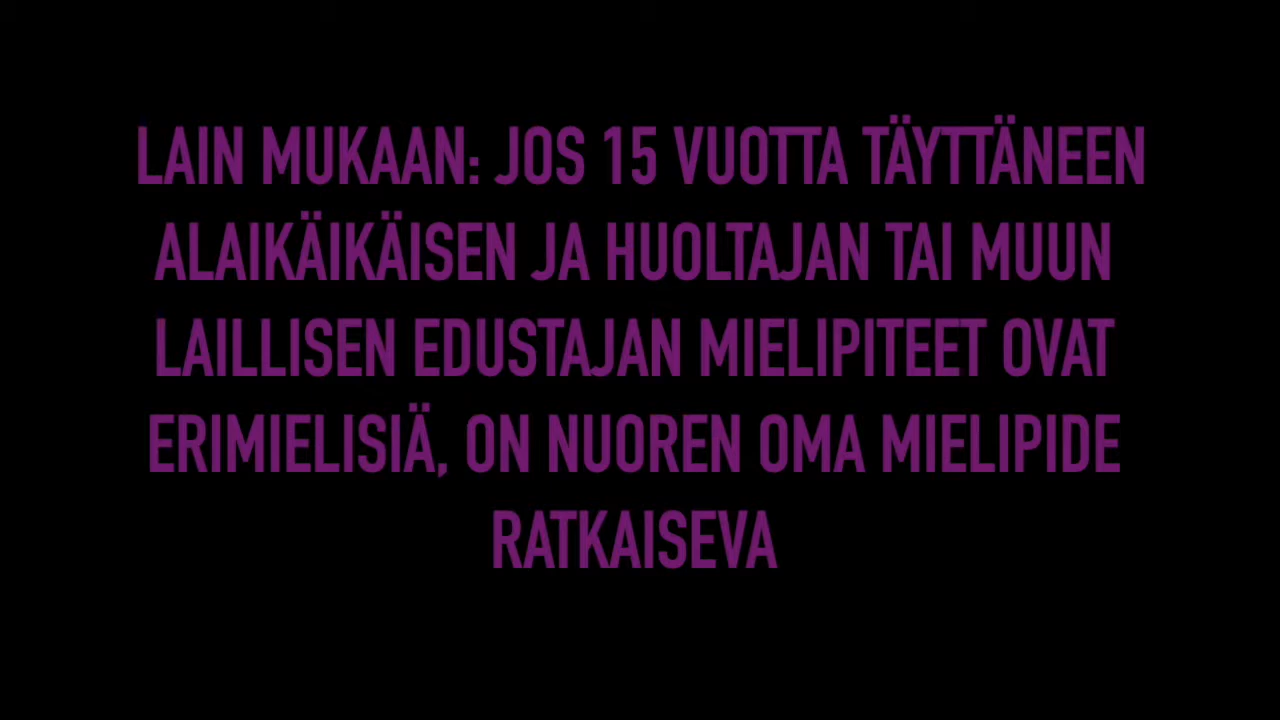 LAIN MUKAAN: JOS 15 VUOTTA TÄYTTÄNEEN
ALAIKÄIKÄISEN JA HUOLTAJAN TAI MUUN
LAILLISEN EDUSTAJAN MIELIPITEET OVAT
ERIMIELISIÄ, ON NUOREN OMA MIELIPIDE
RATKAISEVA